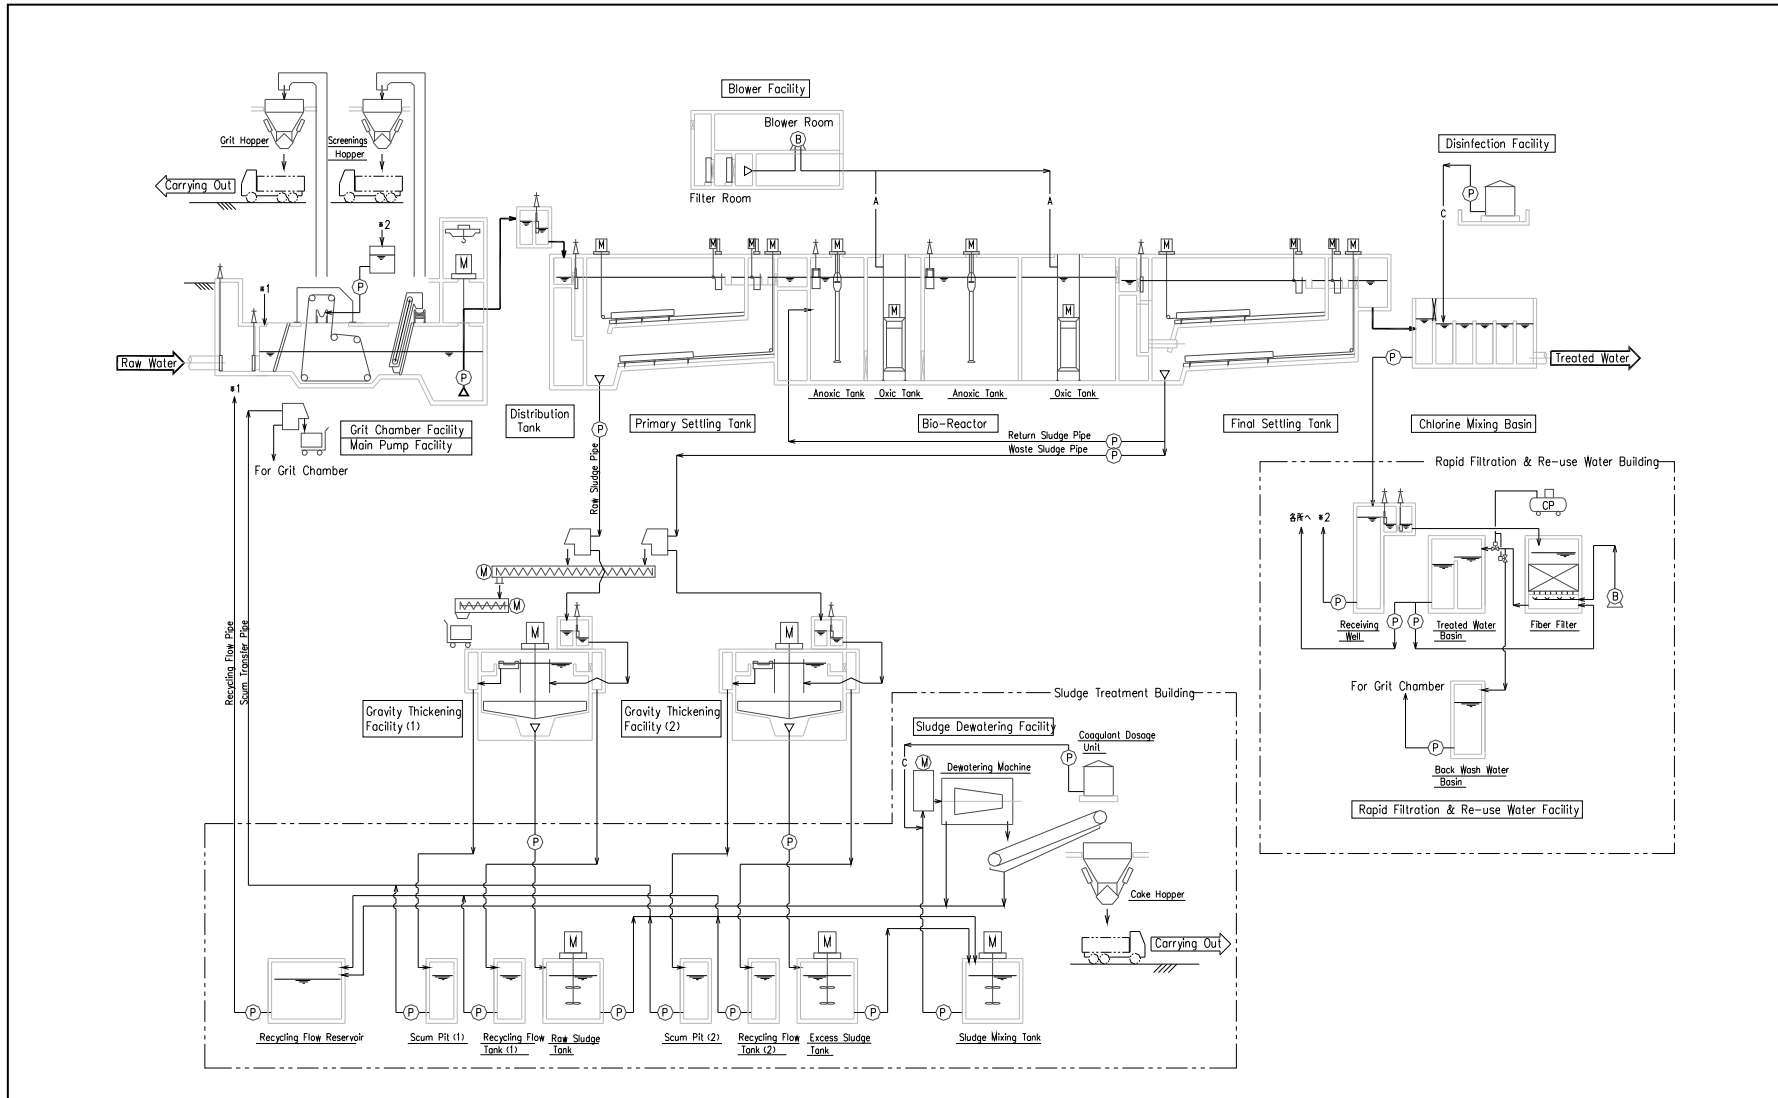 Blower Facility
Blower Room
B
Filter Room
A
A
Grit Hopper
Screenings
Hopper
Carrying Out
※2
P
M
※1
Raw Water
P
※1
Grit Chamber Facility
Main Pump Facility
For Grit Chamber
Disinfection Facility
P
C
M
M
M
M
M
M
M
M
M
M
M
M
Anoxic Tank
Oxic Tank
Anoxic Tank
Oxic Tank
P
Treated Water
Distribution
Tank
Primary Settling Tank
Bio-Reactor
Final Settling Tank
Chlorine Mixing Basin
P
Return Sludge Pipe
P
Waste Sludge Pipe
P
Raw Sludge Pipe
Rapid Filtration & Re-use Water Building
CP
各所へ ※2
P
P
P
B
Receiving
Well
Treated Water
Basin
Fiber Filter
For Grit Chamber
P
Back Wash Water
Basin
Rapid Filtration & Re-use Water Facility
M
M
M
M
Recycling Flow Pipe
Scum Transfer Pipe
Gravity Thickening
Facility (1)
Gravity Thickening
Facility (2)
Sludge Treatment Building
Sludge Dewatering Facility
Coagulant Dosage
Unit
C
M
P
Dewatering Machine
P
P
Cake Hopper
Carrying Out
M
M
M
P
P
P
P
P
P
P
P
Recycling Flow Reservoir
Scum Pit (1)
Recycling Flow
Tank (1)
Raw Sludge
Tank
Scum Pit (2)
Recycling Flow
Tank (2)
Excess Sludge
Tank
Sludge Mixing Tank